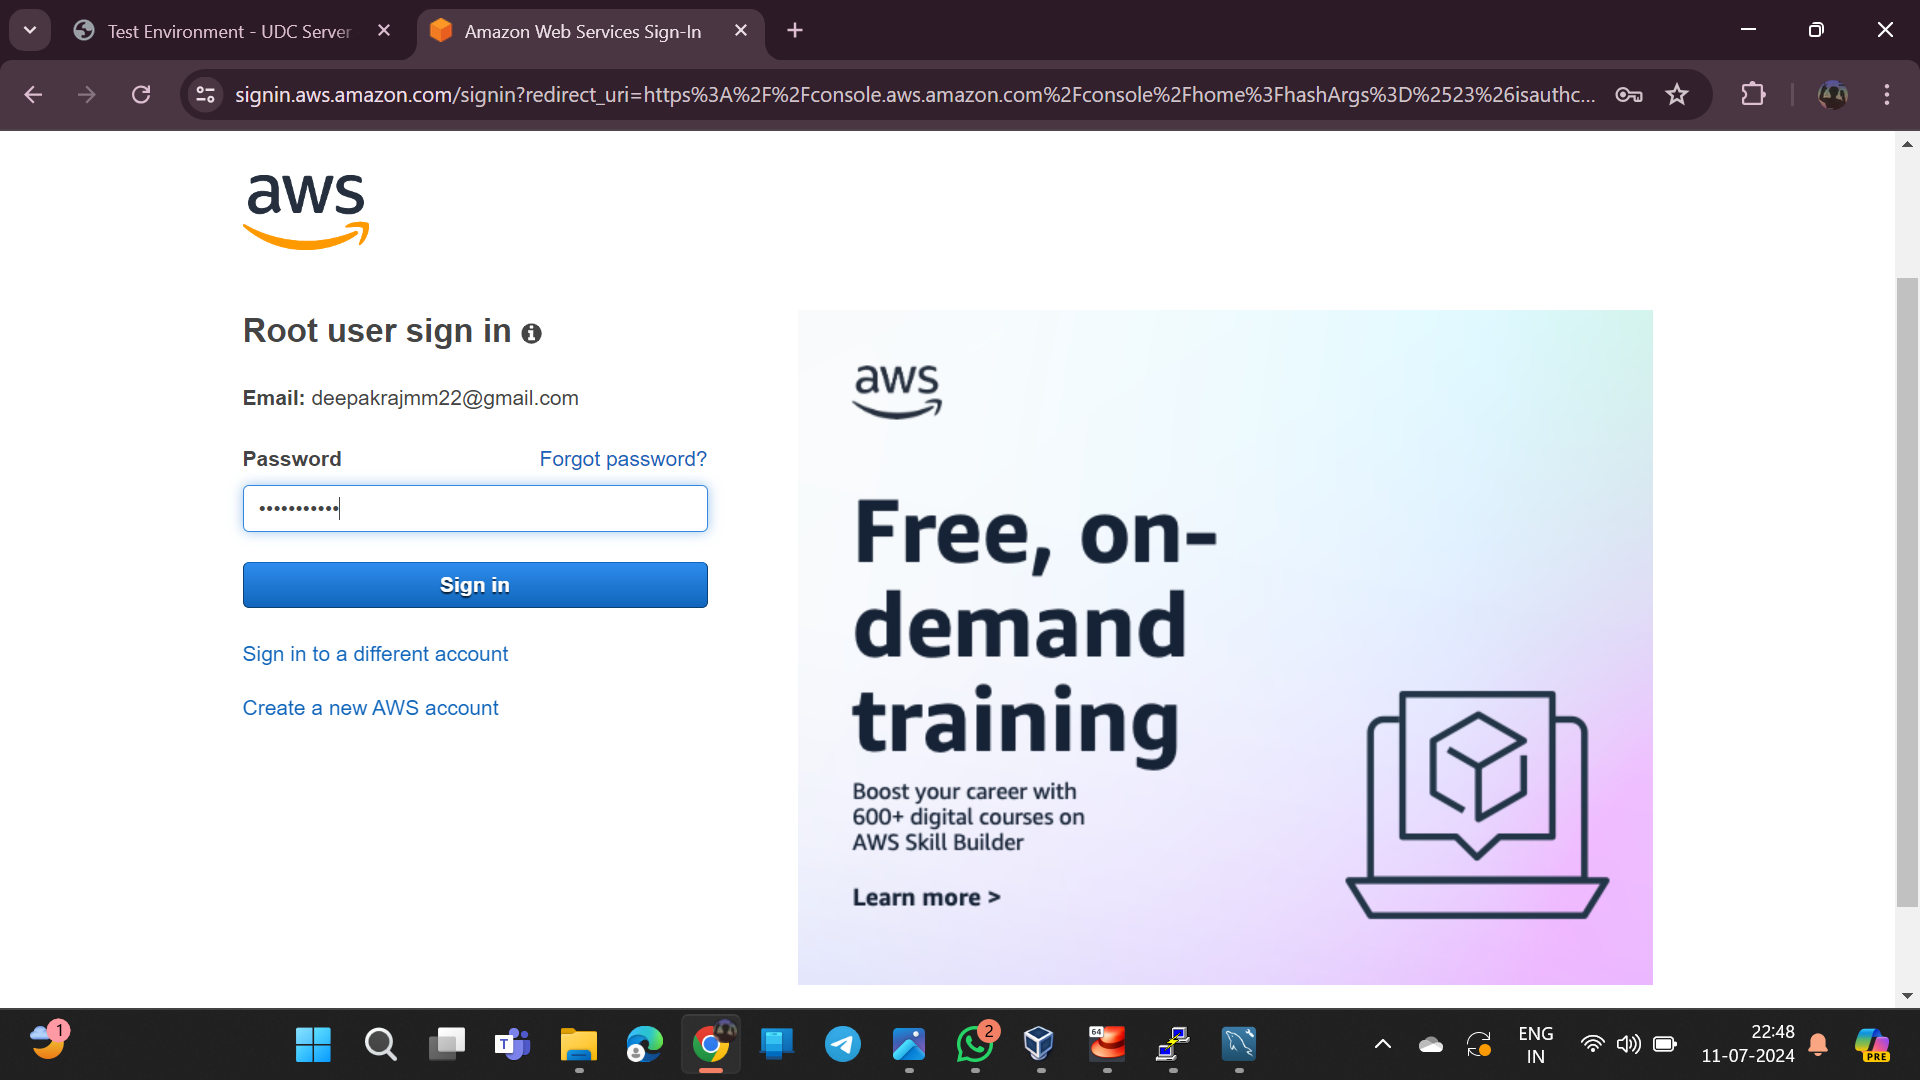 Test Environment - UDC Server
Amazon Web Services Sign-In
signin.aws.amazon.com/signin?redirect_uri=https%3A%2F%2Fconsole.aws.amazon.com%2Fconsole%2Fhome%3FhashArgs%3D%2523%26isauthc...
aws
Root user sign in
Email: deepakrajmm22@gmail.com
Password
Forgot password?
•••••••••••
Sign in
Sign in to a different account
Create a new AWS account
aws
Free, on-
demand
training
Boost your career with
600+ digital courses on
AWS Skill Builder
Learn more >
1
T
2
64
ENG
IN
22:48
11-07-2024
PRE